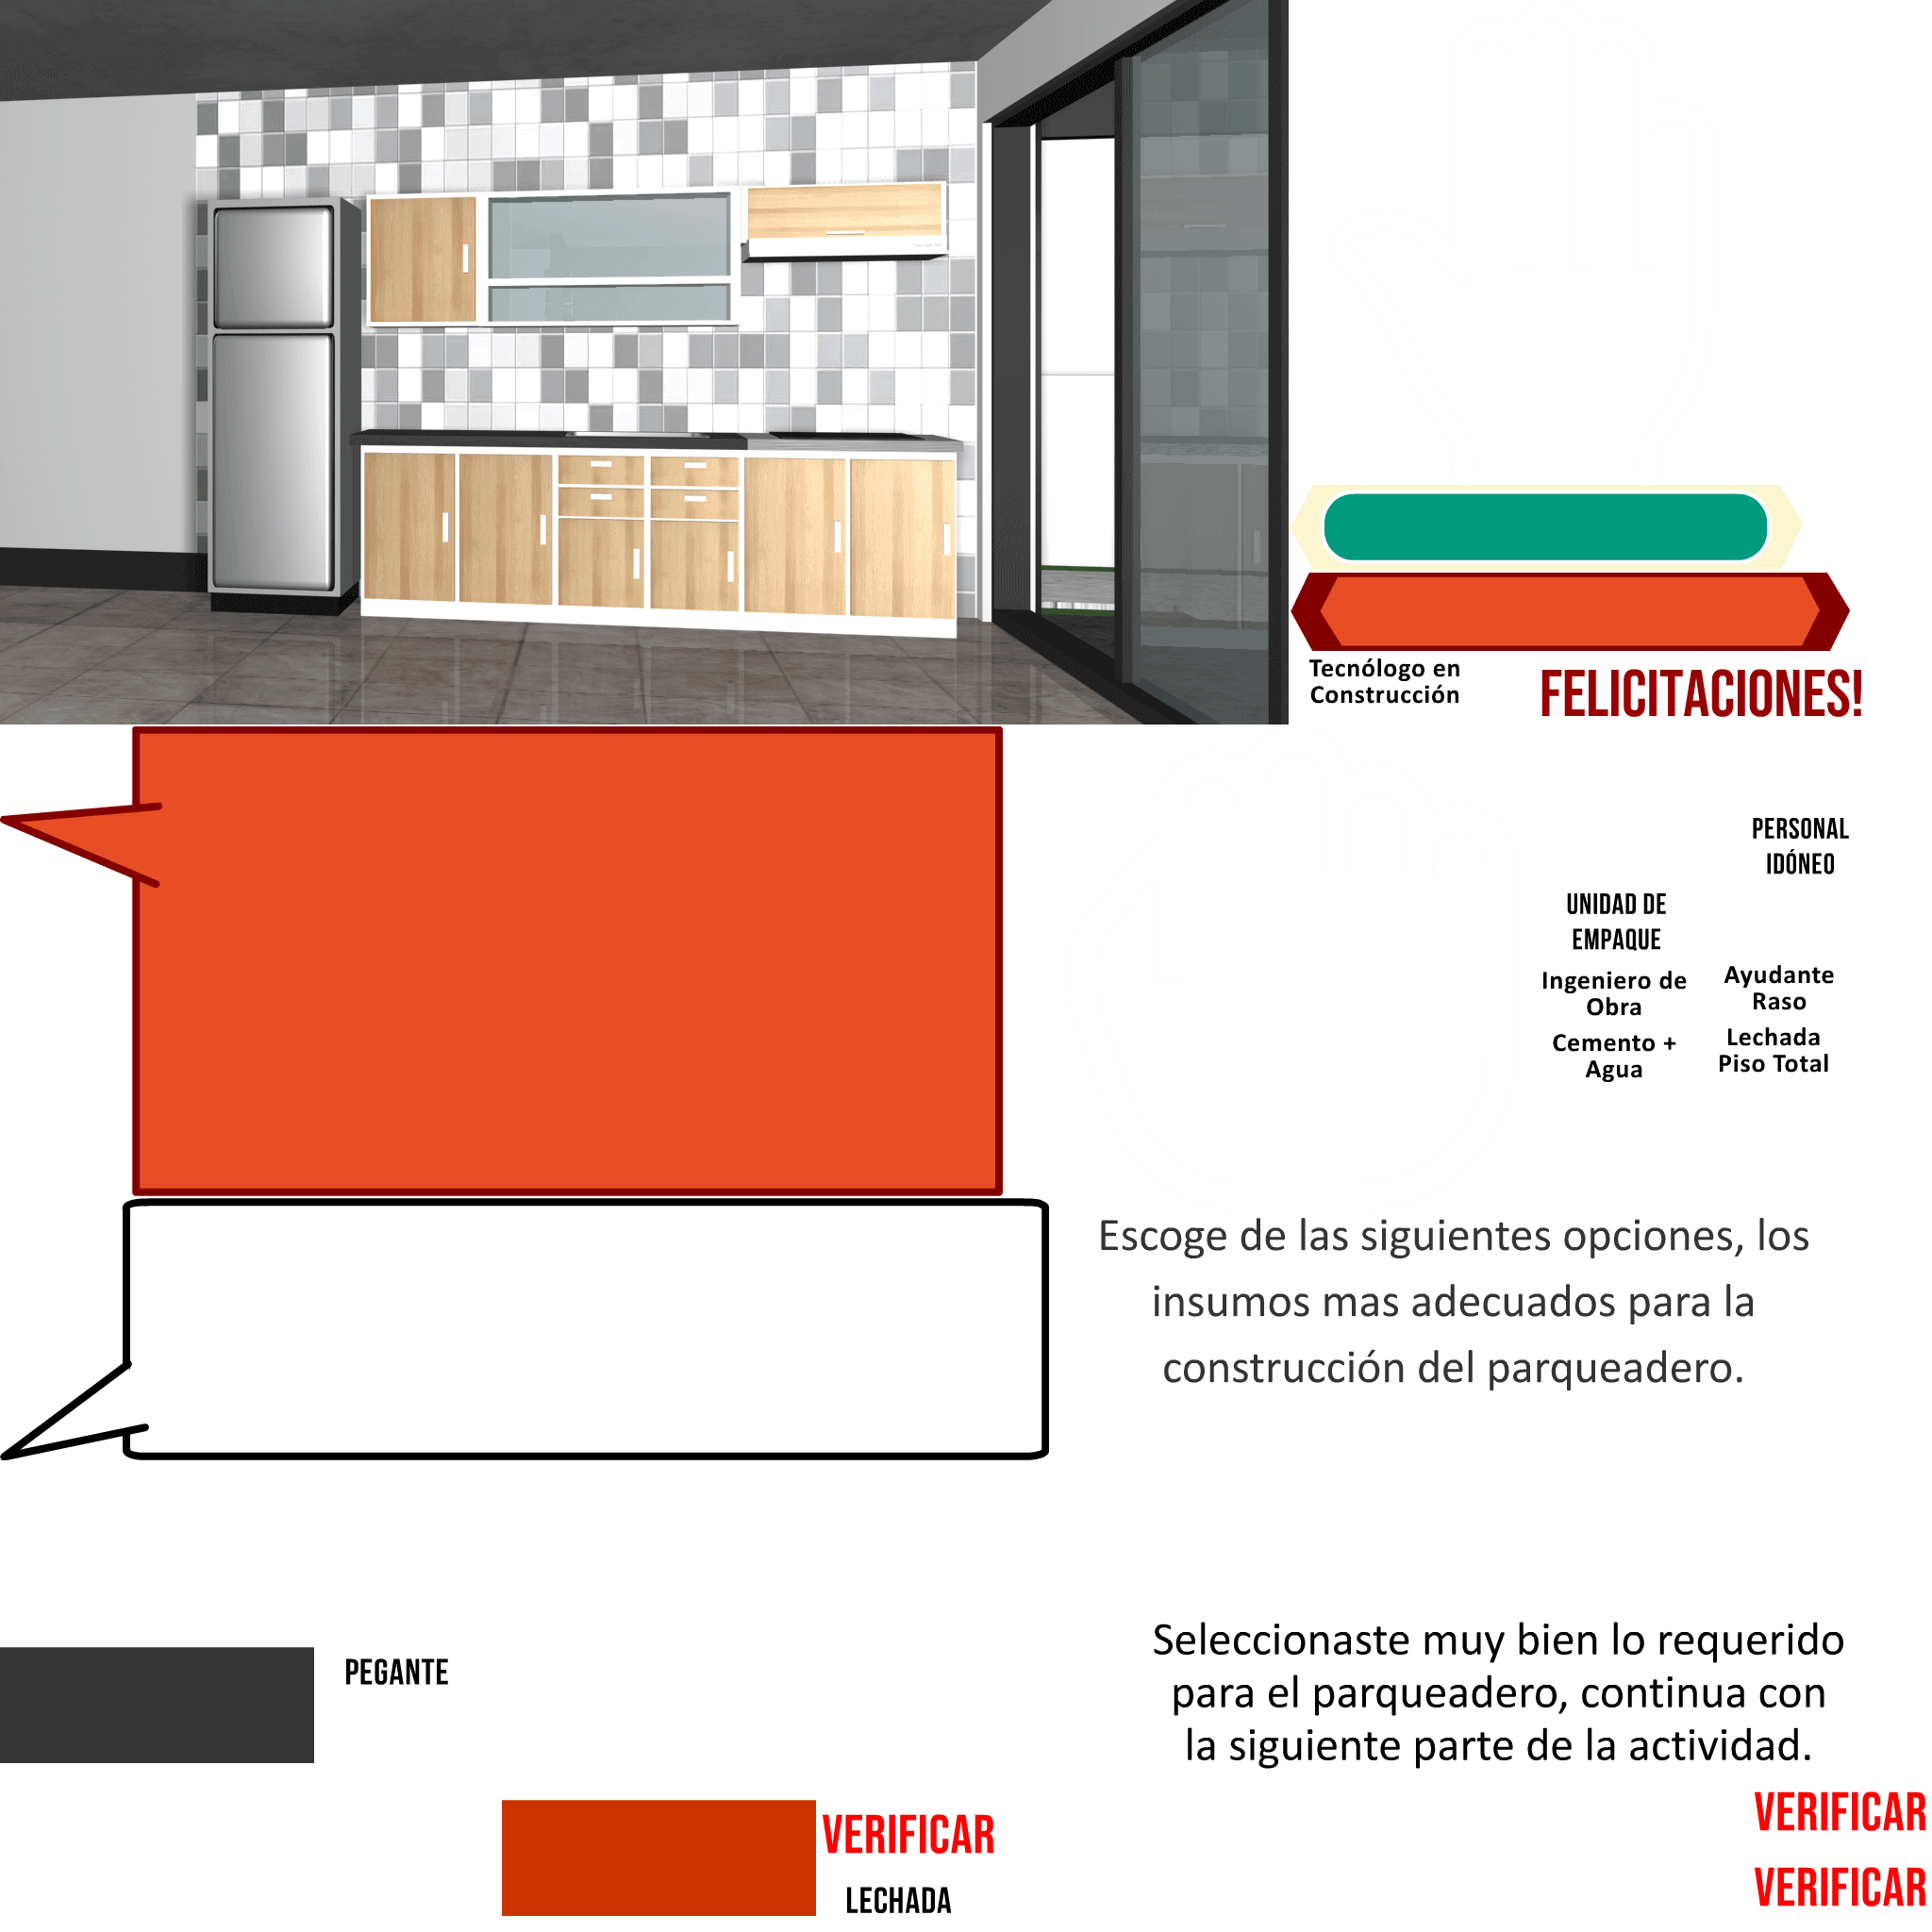 Tecnólogo en
Construcción
FELICITACIONES!
PERSONAL
IDÓNEO
UNIDAD DE
EMPAQUE
Ingeniero de
Obra
Ayudante
Raso
Cemento +
Agua
Lechada
Piso Total
Escoge de las siguientes opciones, los
insumos mas adecuados para la
construcción del parqueadero.
PEGANTE
Seleccionaste muy bien lo requerido
para el parqueadero, continua con
la siguiente parte de la actividad.
VERIFICAR
LECHADA
VERIFICAR
VERIFICAR